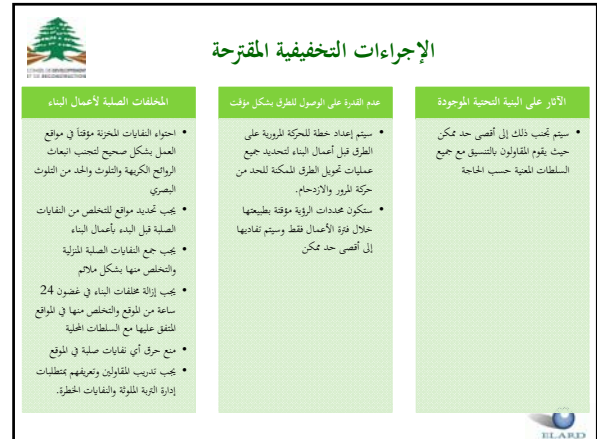 الإجراءات التخفيفية المقترحة
الآثار على البنية التحتية الموجودة
• سيتم تجنب ذلك إلى أقصى حد ممكن
حيث يقوم المقاولون بالتنسيق مع جميع
السلطات المعنية حسب الحاجة
عدم القدرة على الوصول للطرق بشكل مؤقت
• سيتم إعداد خطة للحركة المرورية على
الطرق قبل أعمال البناء لتحديد جميع
عمليات تحويل الطرق الممكنة للحد من
حركة المرور والازدحام.
• ستكون محددات الرؤية مؤقتة بطبيعتها
خلال فترة الأعمال فقط وسيتم تفاديها
إلى أقصى حد ممكن
المخلفات الصلبة لأعمال البناء
• احتواء النفايات المخزنة مؤقتاً في مواقع
العمل بشكل صحيح لتجنب انبعاث
الروائح الكريهة والتلوث والحد من التلوث
البصري
• يجب تحديد مواقع للتخلص من النفايات
الصلبة قبل البدء بأعمال البناء
• يجب جمع النفايات الصلبة المنزلية
والتخلص منها بشكل ملائم
• يجب إزالة مخلفات البناء في غضون 24
ساعة من الموقع والتخلص منها في المواقع
المتفق عليها مع السلطات المحلية
• منع حرق أي نفايات صلبة في الموقع
• يجب تدريب المقاولين وتعريفهم بمتطلبات
إدارة التربة الملوثة والنفايات الخطرة.
ELARD